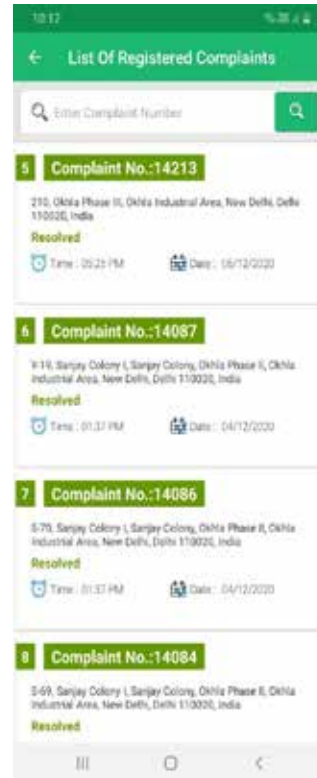 10:12
List Of Registered Complaints
Enter Complaint Number
5 Complaint No.:14213
210, Okhla Phase III, Okhla Industrial Area, New Delhi, Delhi
110020, India
Resolved
Time : 05:25 PM Date : 06/12/2020
6 Complaint No.:14087
Sanjay Colony I, Sanjay Colony, Okhla Phase II, Okhla
Industrial Area, New Delhi, Delhi 110020, India
Resolved
Time : 01:37 PM Date : 04/12/2020
7 Complaint No.:14086
S-70, Sanjay Colony I, Sanjay Colony, Okhla Phase II, Okhla
Industrial Area, New Delhi, Delhi 110020, India
Resolved
Time : 01:37 PM Date : 04/12/2020
8 Complaint No.:14084
S-69, Sanjay Colony I, Sanjay Colony, Okhla Phase II, Okhla
Industrial Area, New Delhi, Delhi 110020, India
Resolved